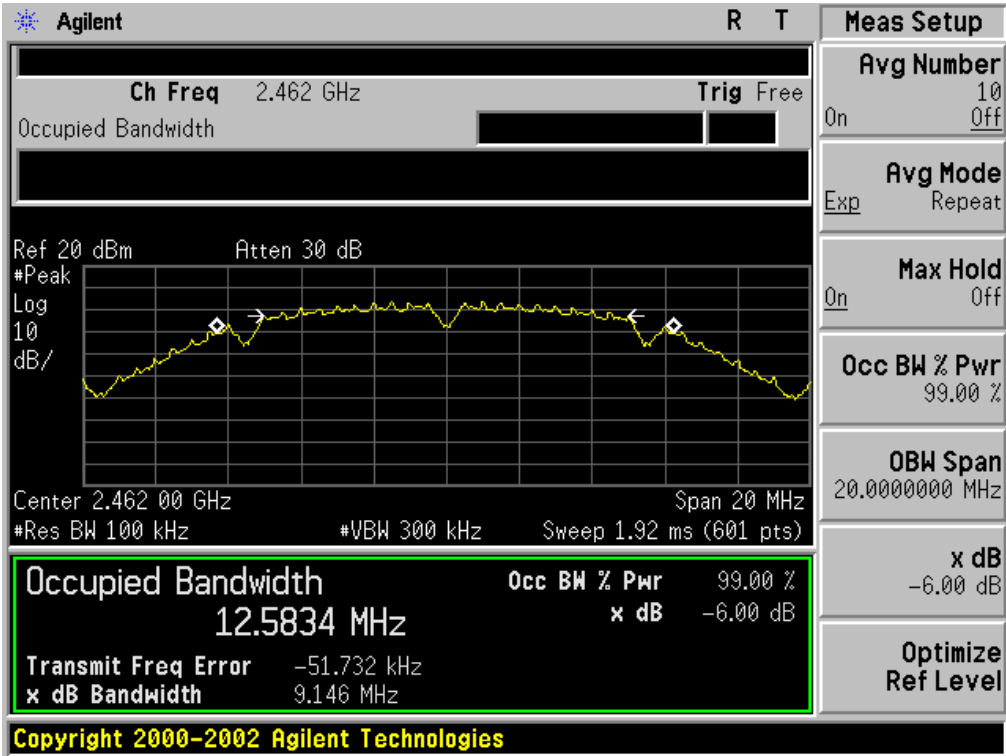 Agilent R T
Ch Freq 2.462 GHz Trig Free
Occupied Bandwidth
Ref 20 dBm Atten 30 dB
#Peak
Log
10
dB/
Center 2.462 00 GHz Span 20 MHz
#Res BW 100 kHz #VBW 300 kHz Sweep 1.92 ms (601 pts)
Occupied Bandwidth Occ BW % Pwr 99.00 %
12.5834 MHz x dB -6.00 dB
Transmit Freq Error -51.732 kHz
x dB Bandwidth 9.146 MHz
Copyright 2000-2002 Agilent Technologies
Meas Setup
Avg Number
10
On Off
Avg Mode
Exp Repeat
Max Hold
On Off
Occ BW % Pwr
99.00 %
OBW Span
20.0000000 MHz
x dB
-6.00 dB
Optimize
Ref Level